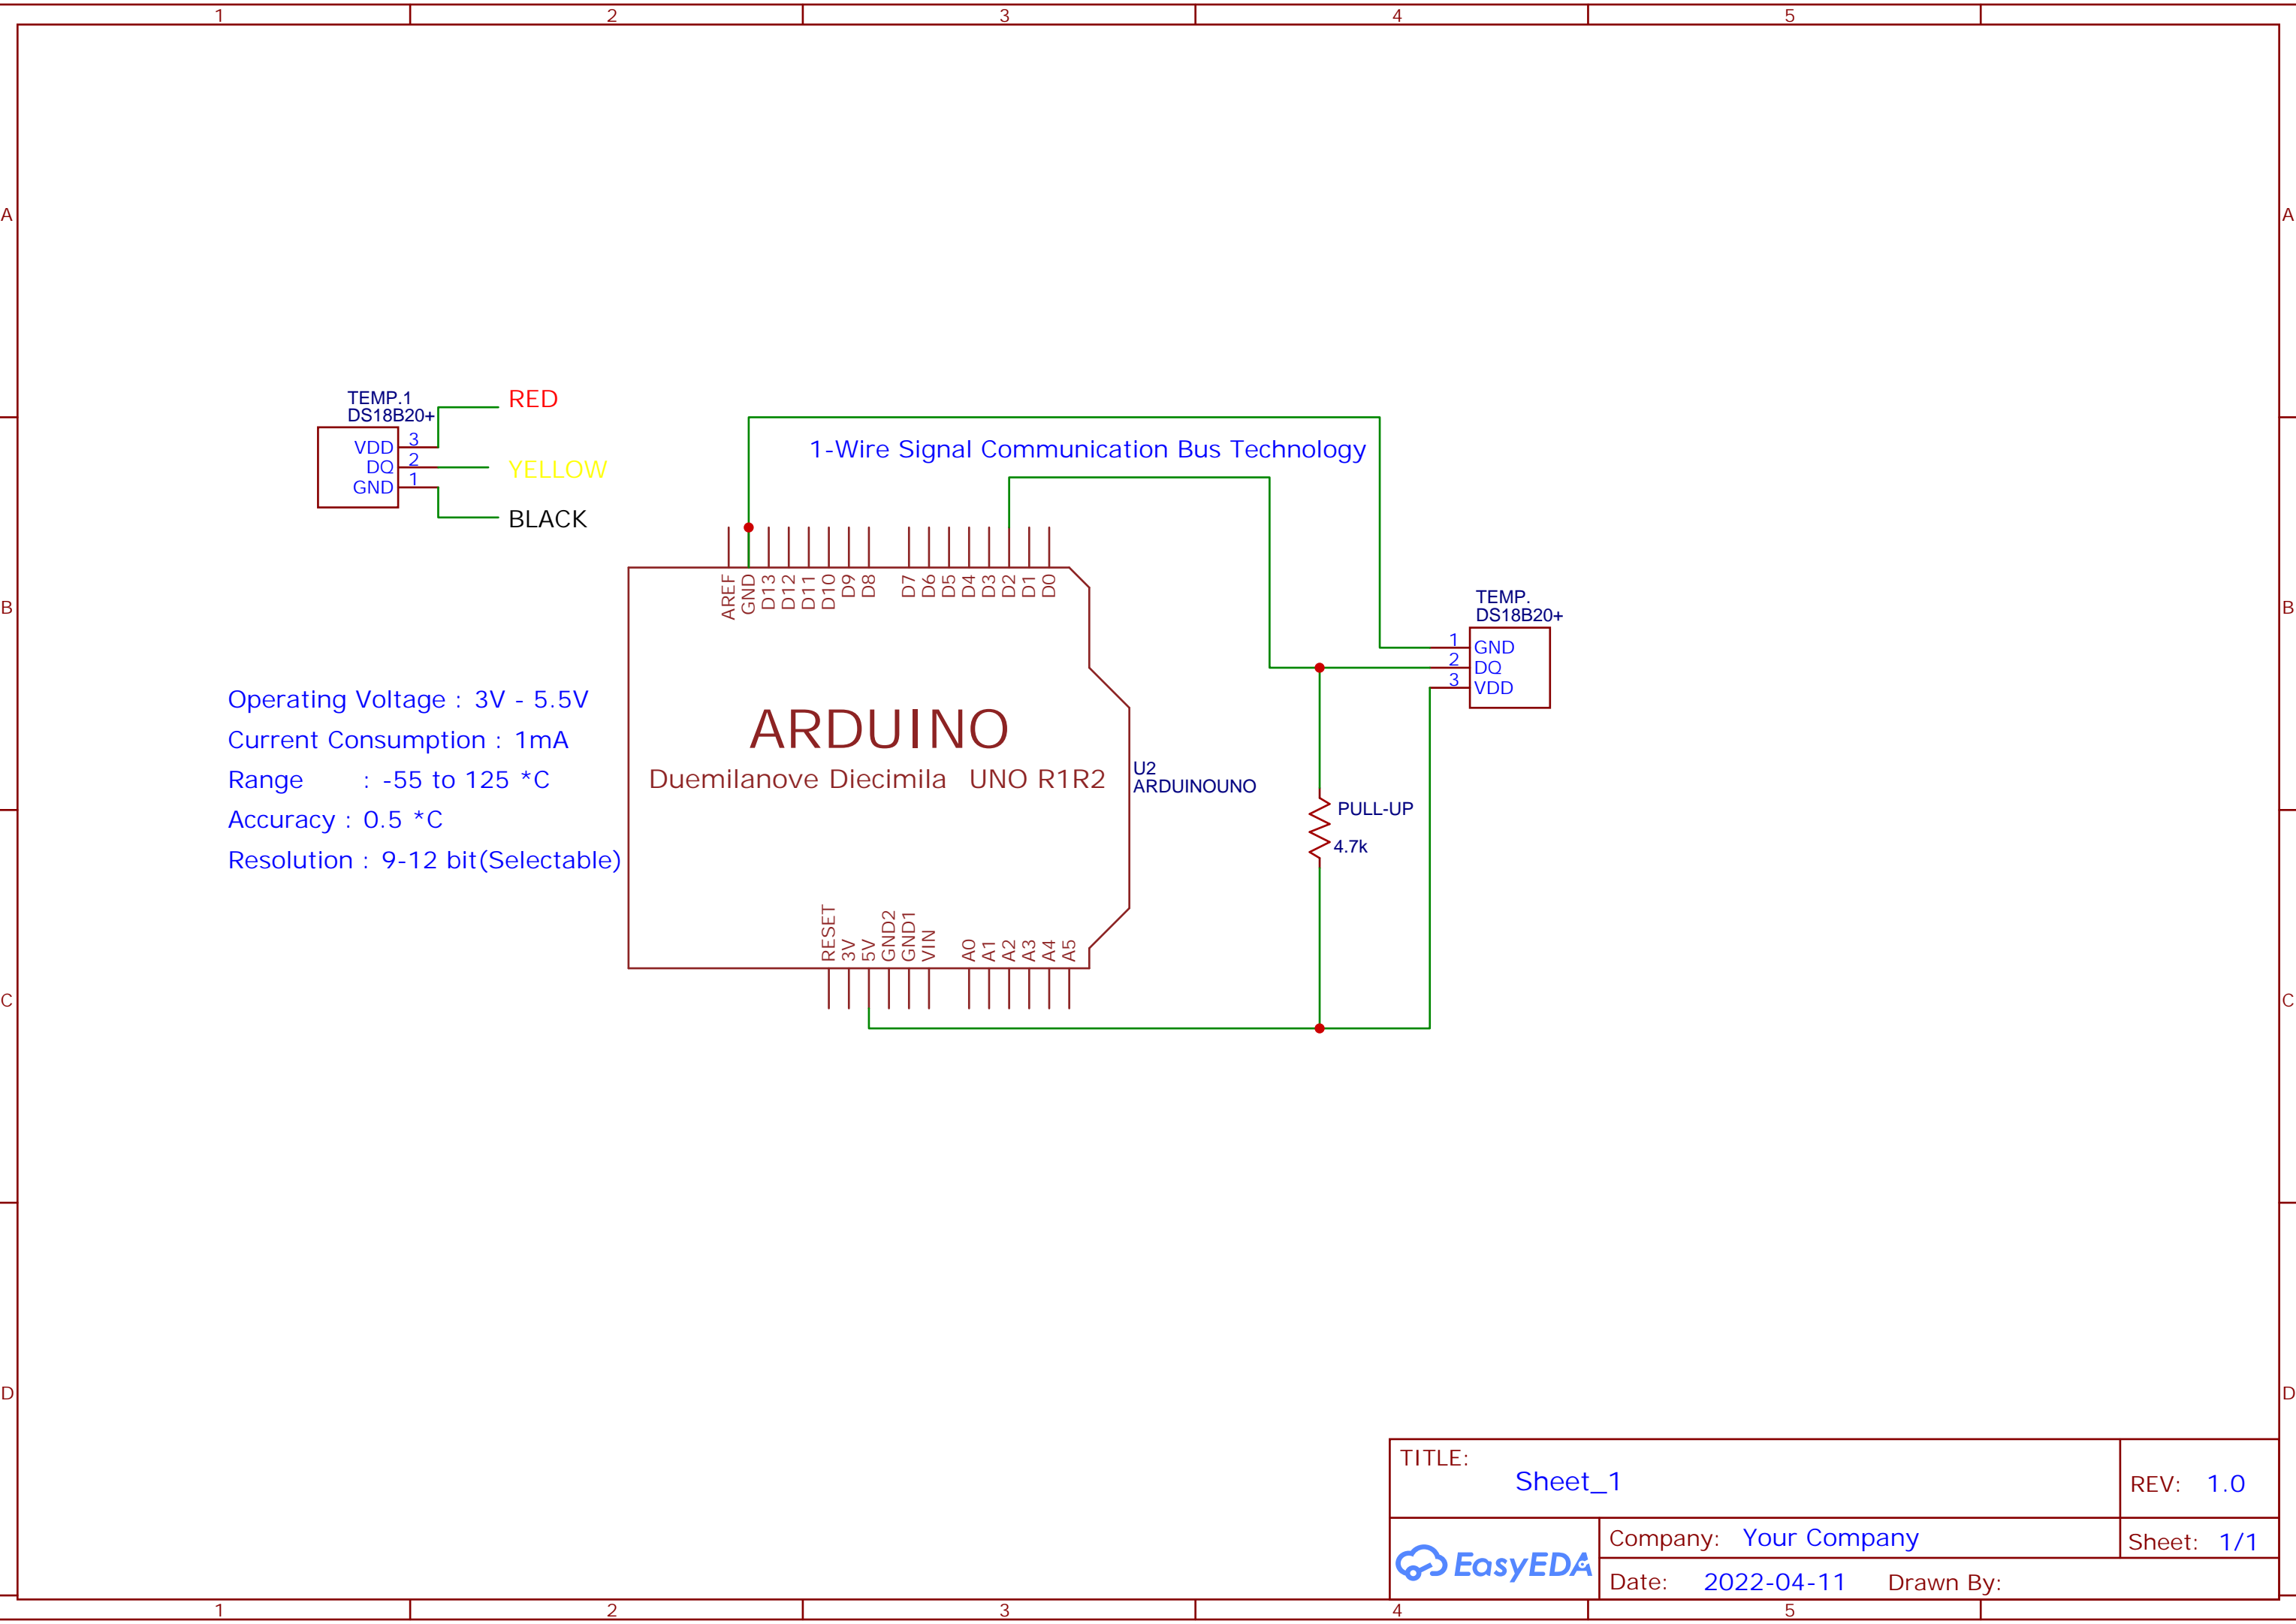 1 2 3 4 5
A A
TEMP.1
DS18B20+
RED
VDD 3
DQ 2
GND 1
YELLOW
BLACK
1-Wire Signal Communication Bus Technology
AREF GND D13 D12 D11 D10 D9 D8 D7 D6 D5 D4 D3 D2 D1 D0
B B
TEMP.
DS18B20+
1 GND
2 DQ
3 VDD
Operating Voltage : 3V - 5.5V
Current Consumption : 1mA
Range : -55 to 125 *C
Accuracy : 0.5 *C
Resolution : 9-12 bit(Selectable)
ARDUINO
Duemilanove Diecimila UNO R1R2
U2
ARDUINOUNO
PULL-UP
4.7k
RESET 3V 5V GND2 GND1 VIN A0 A1 A2 A3 A4 A5
C C
D D
TITLE:
Sheet_1
REV: 1.0
EasyEDA
Company: Your Company
Sheet: 1/1
Date: 2022-04-11 Drawn By:
1 2 3 4 5